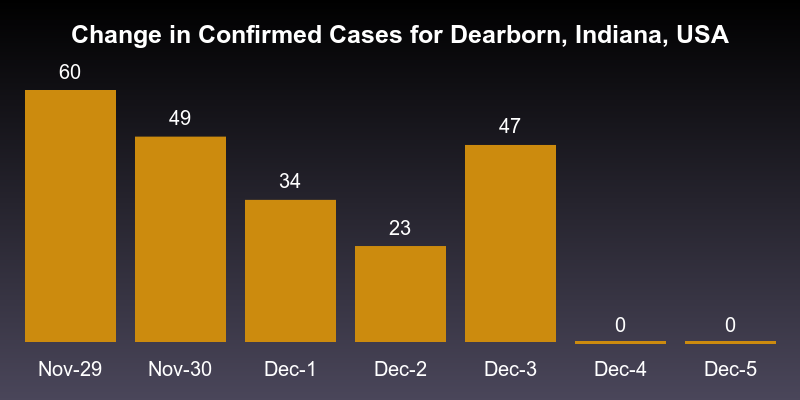 Change in Confirmed Cases for Dearborn, Indiana, USA
60
49
34
23
47
0
0
Nov-29
Nov-30
Dec-1
Dec-2
Dec-3
Dec-4
Dec-5